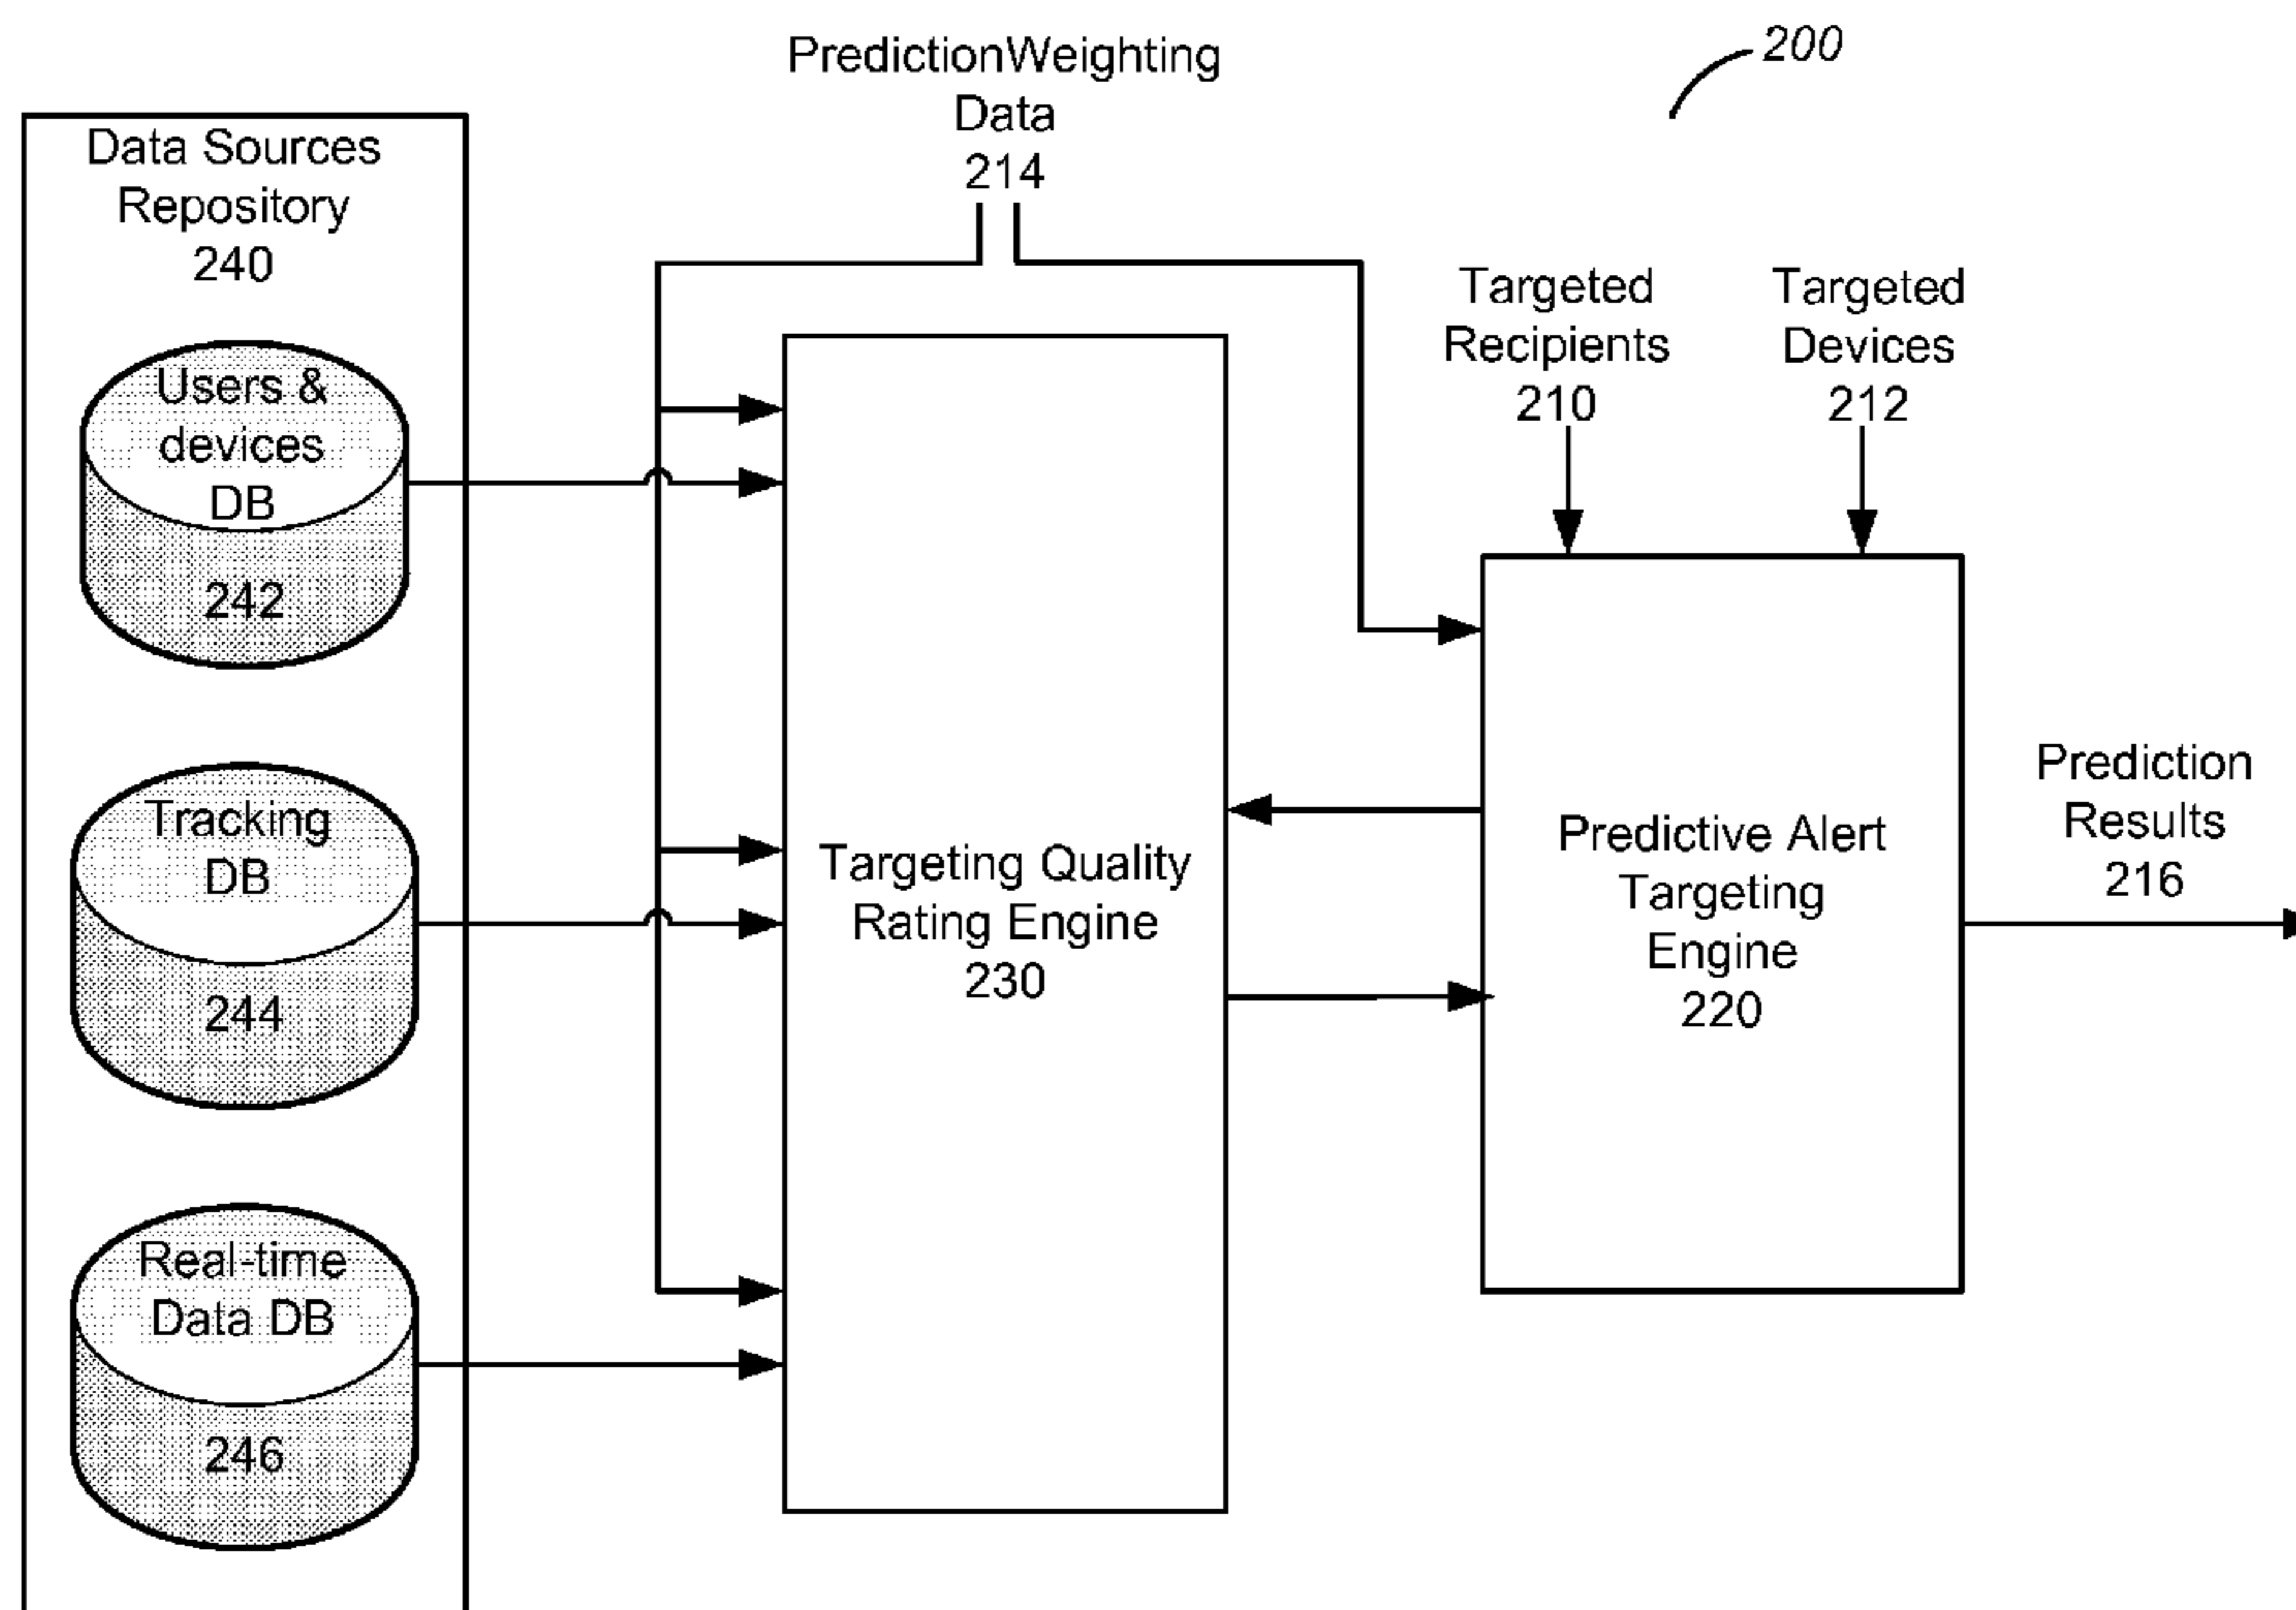 200
PredictionWeighting
Data
214
Data Sources
Repository
240
Users &
devices
DB
242
Tracking
DB
244
Real-time
Data DB
246
Targeting Quality
Rating Engine
230
Targeted
Recipients
210
Targeted
Devices
212
Predictive Alert
Targeting
Engine
220
Prediction
Results
216